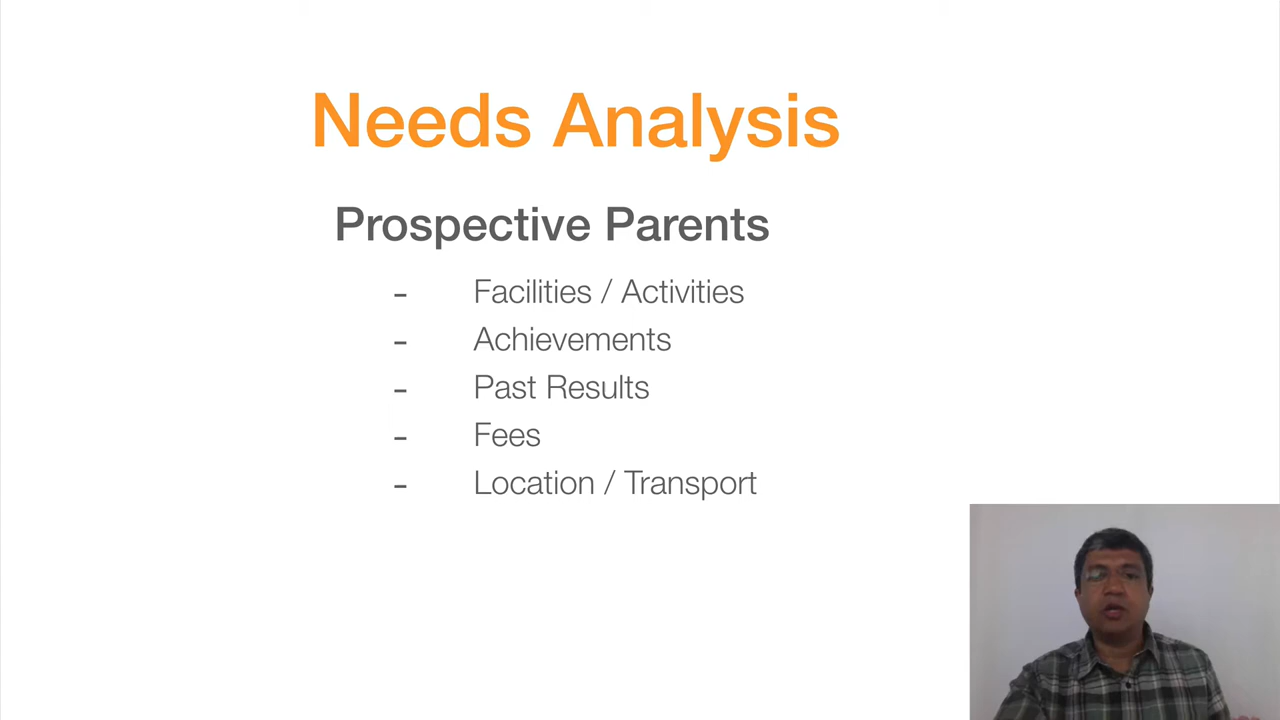 Needs Analysis
Prospective Parents
- Facilities / Activities
- Achievements
- Past Results
- Fees
- Location / Transport